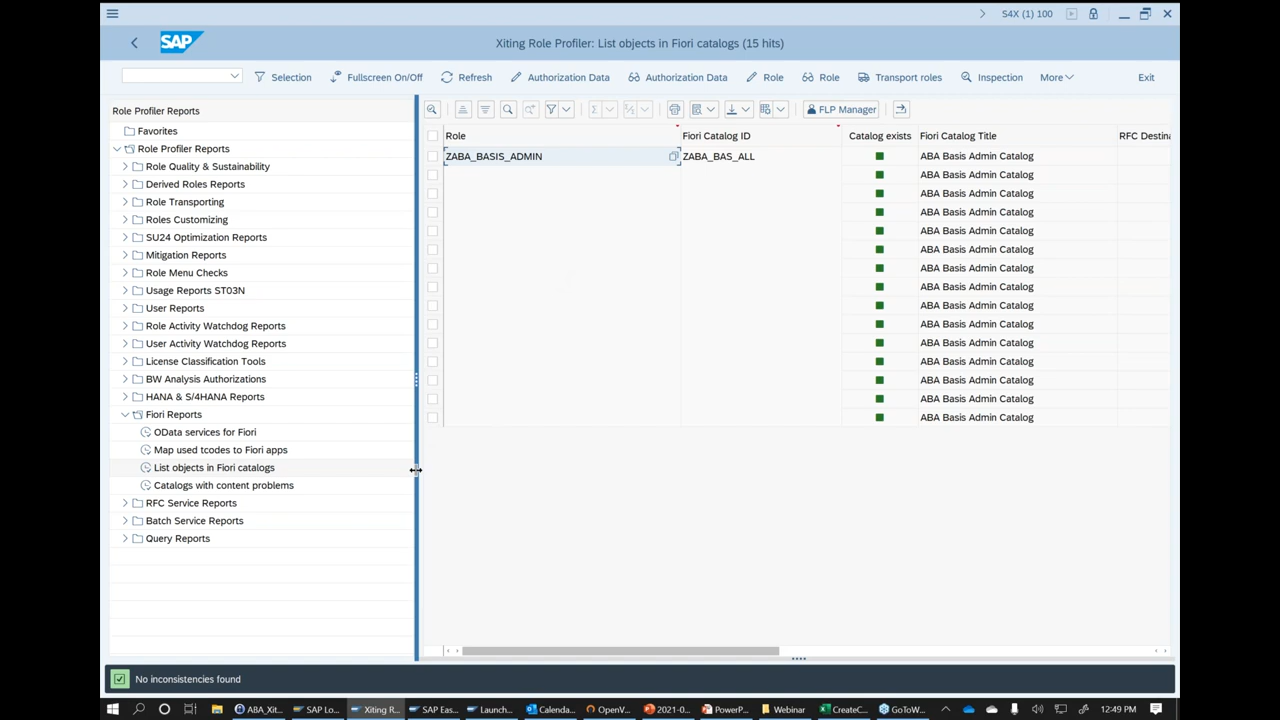 S4X (1) 100
SAP
Xiting Role Profiler: List objects in Fiori catalogs (15 hits)
Selection
Fullscreen On/Off
Refresh
Authorization Data
Authorization Data
Role
Role
Transport roles
Inspection
More
Exit
Role Profiler Reports
Favorites
Role Profiler Reports
Role Quality & Sustainability
Derived Roles Reports
Role Transporting
Roles Customizing
SU24 Optimization Reports
Mitigation Reports
Role Menu Checks
Usage Reports ST03N
User Reports
Role Activity Watchdog Reports
User Activity Watchdog Reports
License Classification Tools
BW Analysis Authorizations
HANA & S/4HANA Reports
Fiori Reports
OData services for Fiori
Map used tcodes to Fiori apps
List objects in Fiori catalogs
Catalogs with content problems
RFC Service Reports
Batch Service Reports
Query Reports
FLP Manager
Role Fiori Catalog ID Catalog exists Fiori Catalog Title RFC Destina
ZABA_BASIS_ADMIN ZABA_BAS_ALL ABA Basis Admin Catalog
ABA Basis Admin Catalog
ABA Basis Admin Catalog
ABA Basis Admin Catalog
ABA Basis Admin Catalog
ABA Basis Admin Catalog
ABA Basis Admin Catalog
ABA Basis Admin Catalog
ABA Basis Admin Catalog
ABA Basis Admin Catalog
ABA Basis Admin Catalog
ABA Basis Admin Catalog
ABA Basis Admin Catalog
ABA Basis Admin Catalog
ABA Basis Admin Catalog
No inconsistencies found
ABA_Xit...
SAP Lo...
Xiting R...
SAP Eas...
Launch...
Calenda...
OpenV...
2021-0...
PowerP...
Webinar
CreateC...
GoToW...
12:49 PM